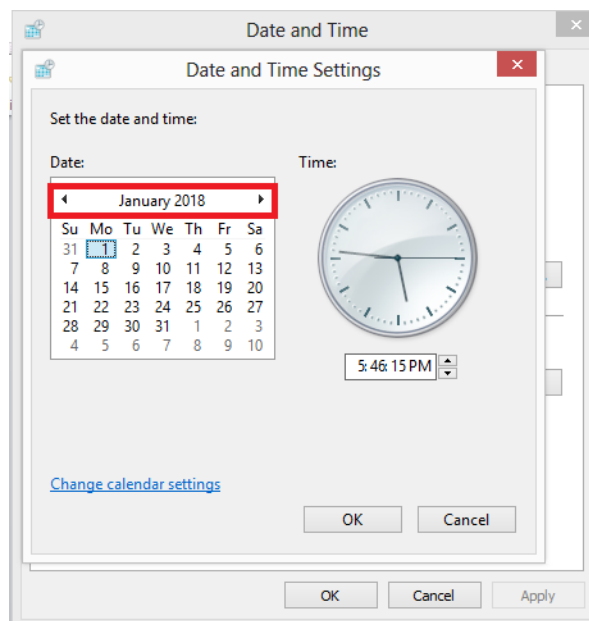 Date and Time
Date and Time Settings
Set the date and time:
Date:
Time:
January 2018
Su Mo Tu We Th Fr Sa
31 1 2 3 4 5 6
7 8 9 10 11 12 13
14 15 16 17 18 19 20
21 22 23 24 25 26 27
28 29 30 31 1 2 3
4 5 6 7 8 9 10
5:46:15 PM
Change calendar settings
OK Cancel
OK Cancel Apply